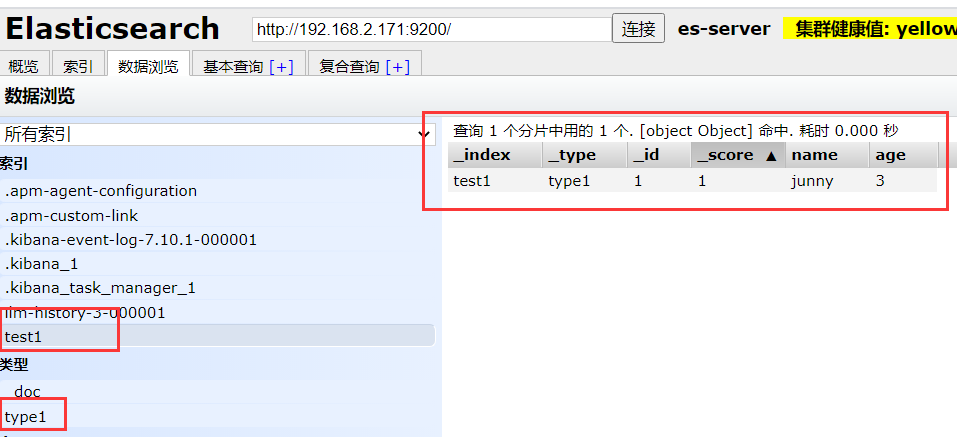 Elasticsearch http://192.168.2.171:9200/ 连接 es-server 集群健康值: yellow
概览 索引 数据浏览 基本查询 [+] 复合查询 [+]
数据浏览
所有索引
索引
.apm-agent-configuration
.apm-custom-link
.kibana-event-log-7.10.1-000001
.kibana_1
.kibana_task_manager_1
ilm-history-3-000001
test1
类型
_doc
type1
查询 1 个分片中用的 1 个. [object Object] 命中. 耗时 0.000 秒
_index _type _id _score ▲ name age
test1 type1 1 1 junny 3